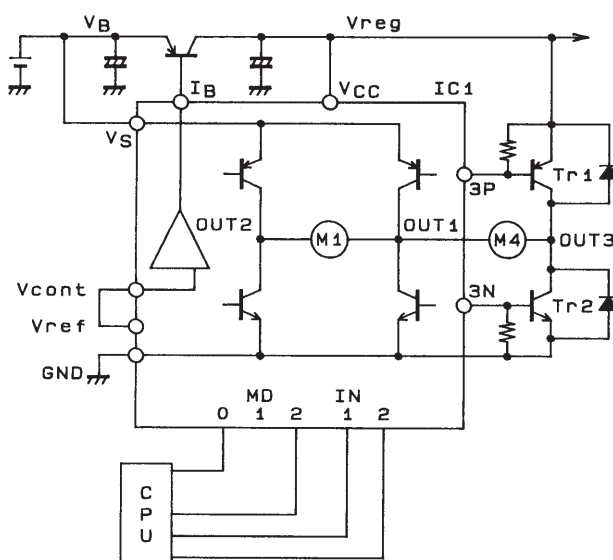 VB
Vreg
IB
VCC
IC1
VS
3P
Tr1
OUT2
M1
OUT1
M4
OUT3
3N
Tr2
Vcont
Vref
GND
MD
IN
0 1 2 1 2
C
P
U